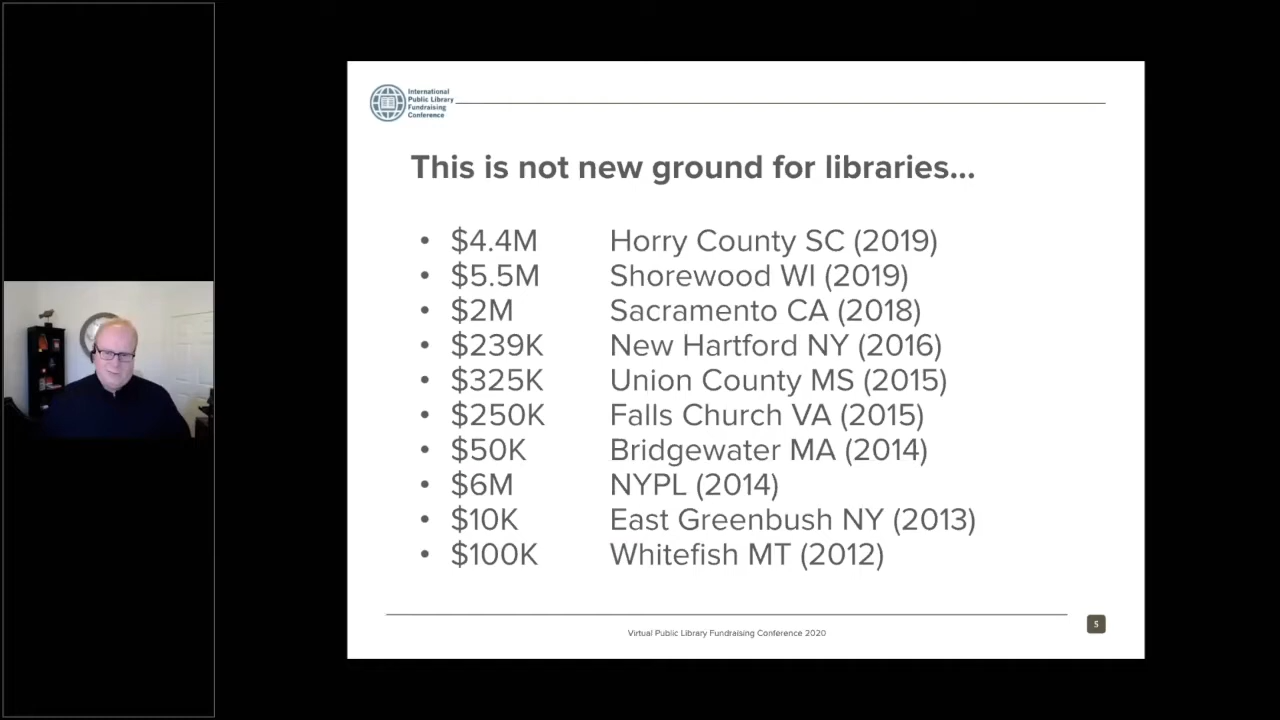 International
Public Library
Fundraising
Conference
This is not new ground for libraries...
• $4.4M Horry County SC (2019)
• $5.5M Shorewood WI (2019)
• $2M Sacramento CA (2018)
• $239K New Hartford NY (2016)
• $325K Union County MS (2015)
• $250K Falls Church VA (2015)
• $50K Bridgewater MA (2014)
• $6M NYPL (2014)
• $10K East Greenbush NY (2013)
• $100K Whitefish MT (2012)
Virtual Public Library Fundraising Conference 2020
5